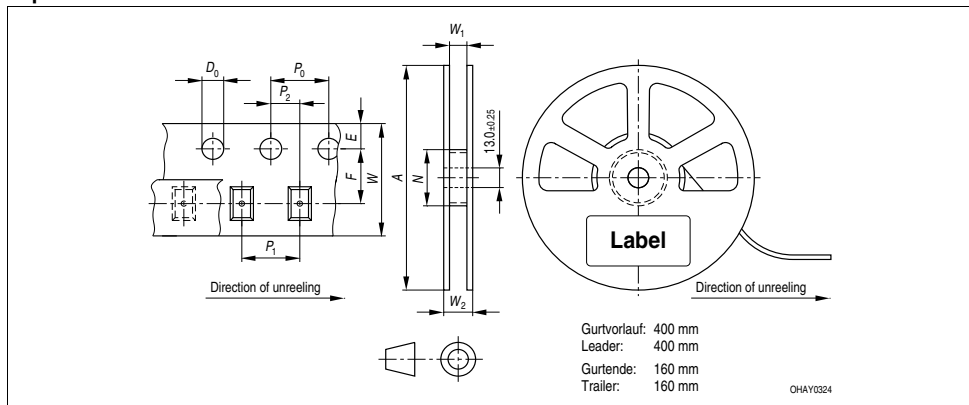 W1
D0
P0
P2
E
F
W
A
N
13.0±0.25
Label
P1
W2
Direction of unreeling
Direction of unreeling
Gurtvorlauf: 400 mm
Leader: 400 mm
Gurtende: 160 mm
Trailer: 160 mm
OHAY0324